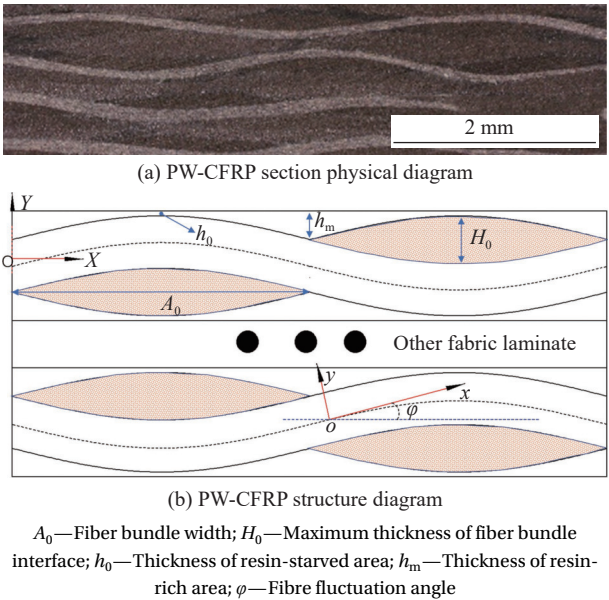 2 mm
(a) PW-CFRP section physical diagram
Y
h₀
hₘ
H₀
O
X
A₀
Other fabric laminate
y
x
φ
o
(b) PW-CFRP structure diagram
A₀—Fiber bundle width; H₀—Maximum thickness of fiber bundle
interface; h₀—Thickness of resin-starved area; hₘ—Thickness of resin-
rich area; φ—Fibre fluctuation angle